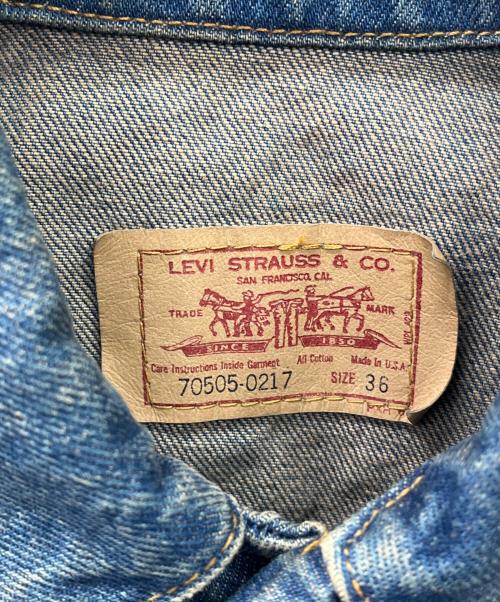 LEVI STRAUSS & CO.
SAN FRANCISCO, CAL.
TRADE MARK
SINCE 1850
Care Instructions Inside Garment All Cotton Made in U.S.A.
70505-0217 SIZE 36